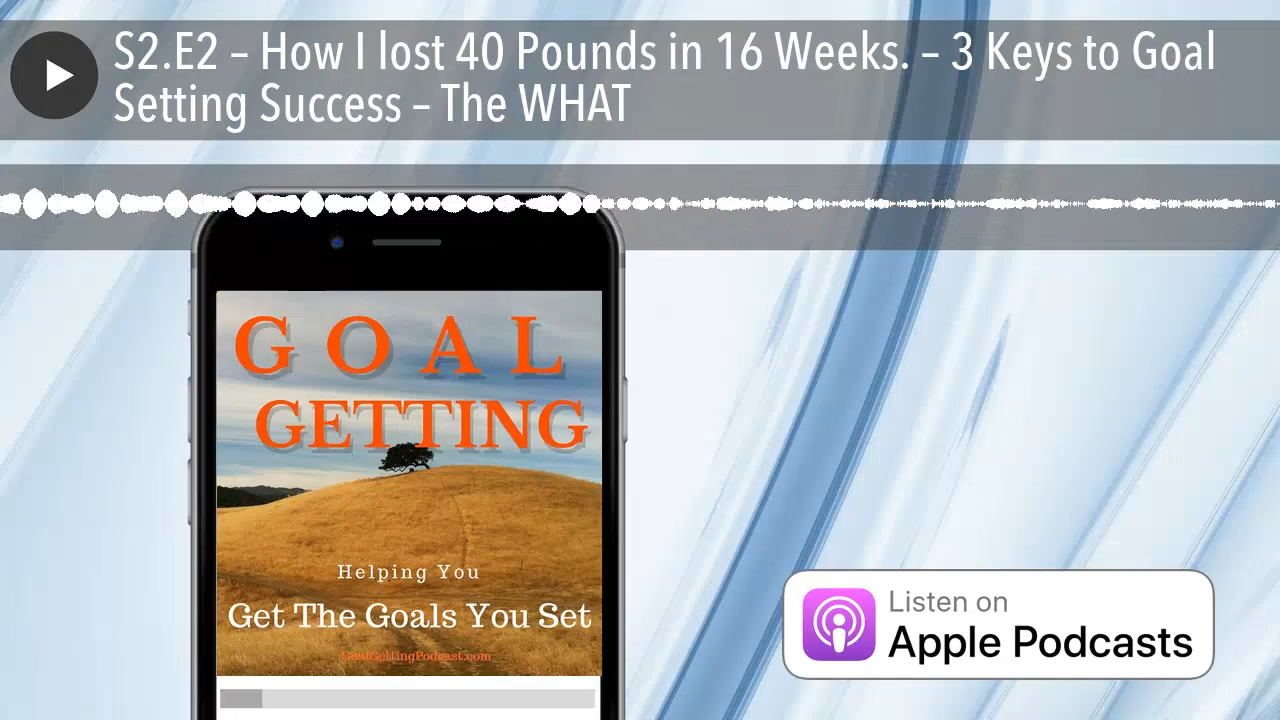 S2.E2 – How I lost 40 Pounds in 16 Weeks. – 3 Keys to Goal
Setting Success – The WHAT
GOAL
GETTING
Helping You
Get The Goals You Set
GoalGettingPodcast.com
Listen on
Apple Podcasts